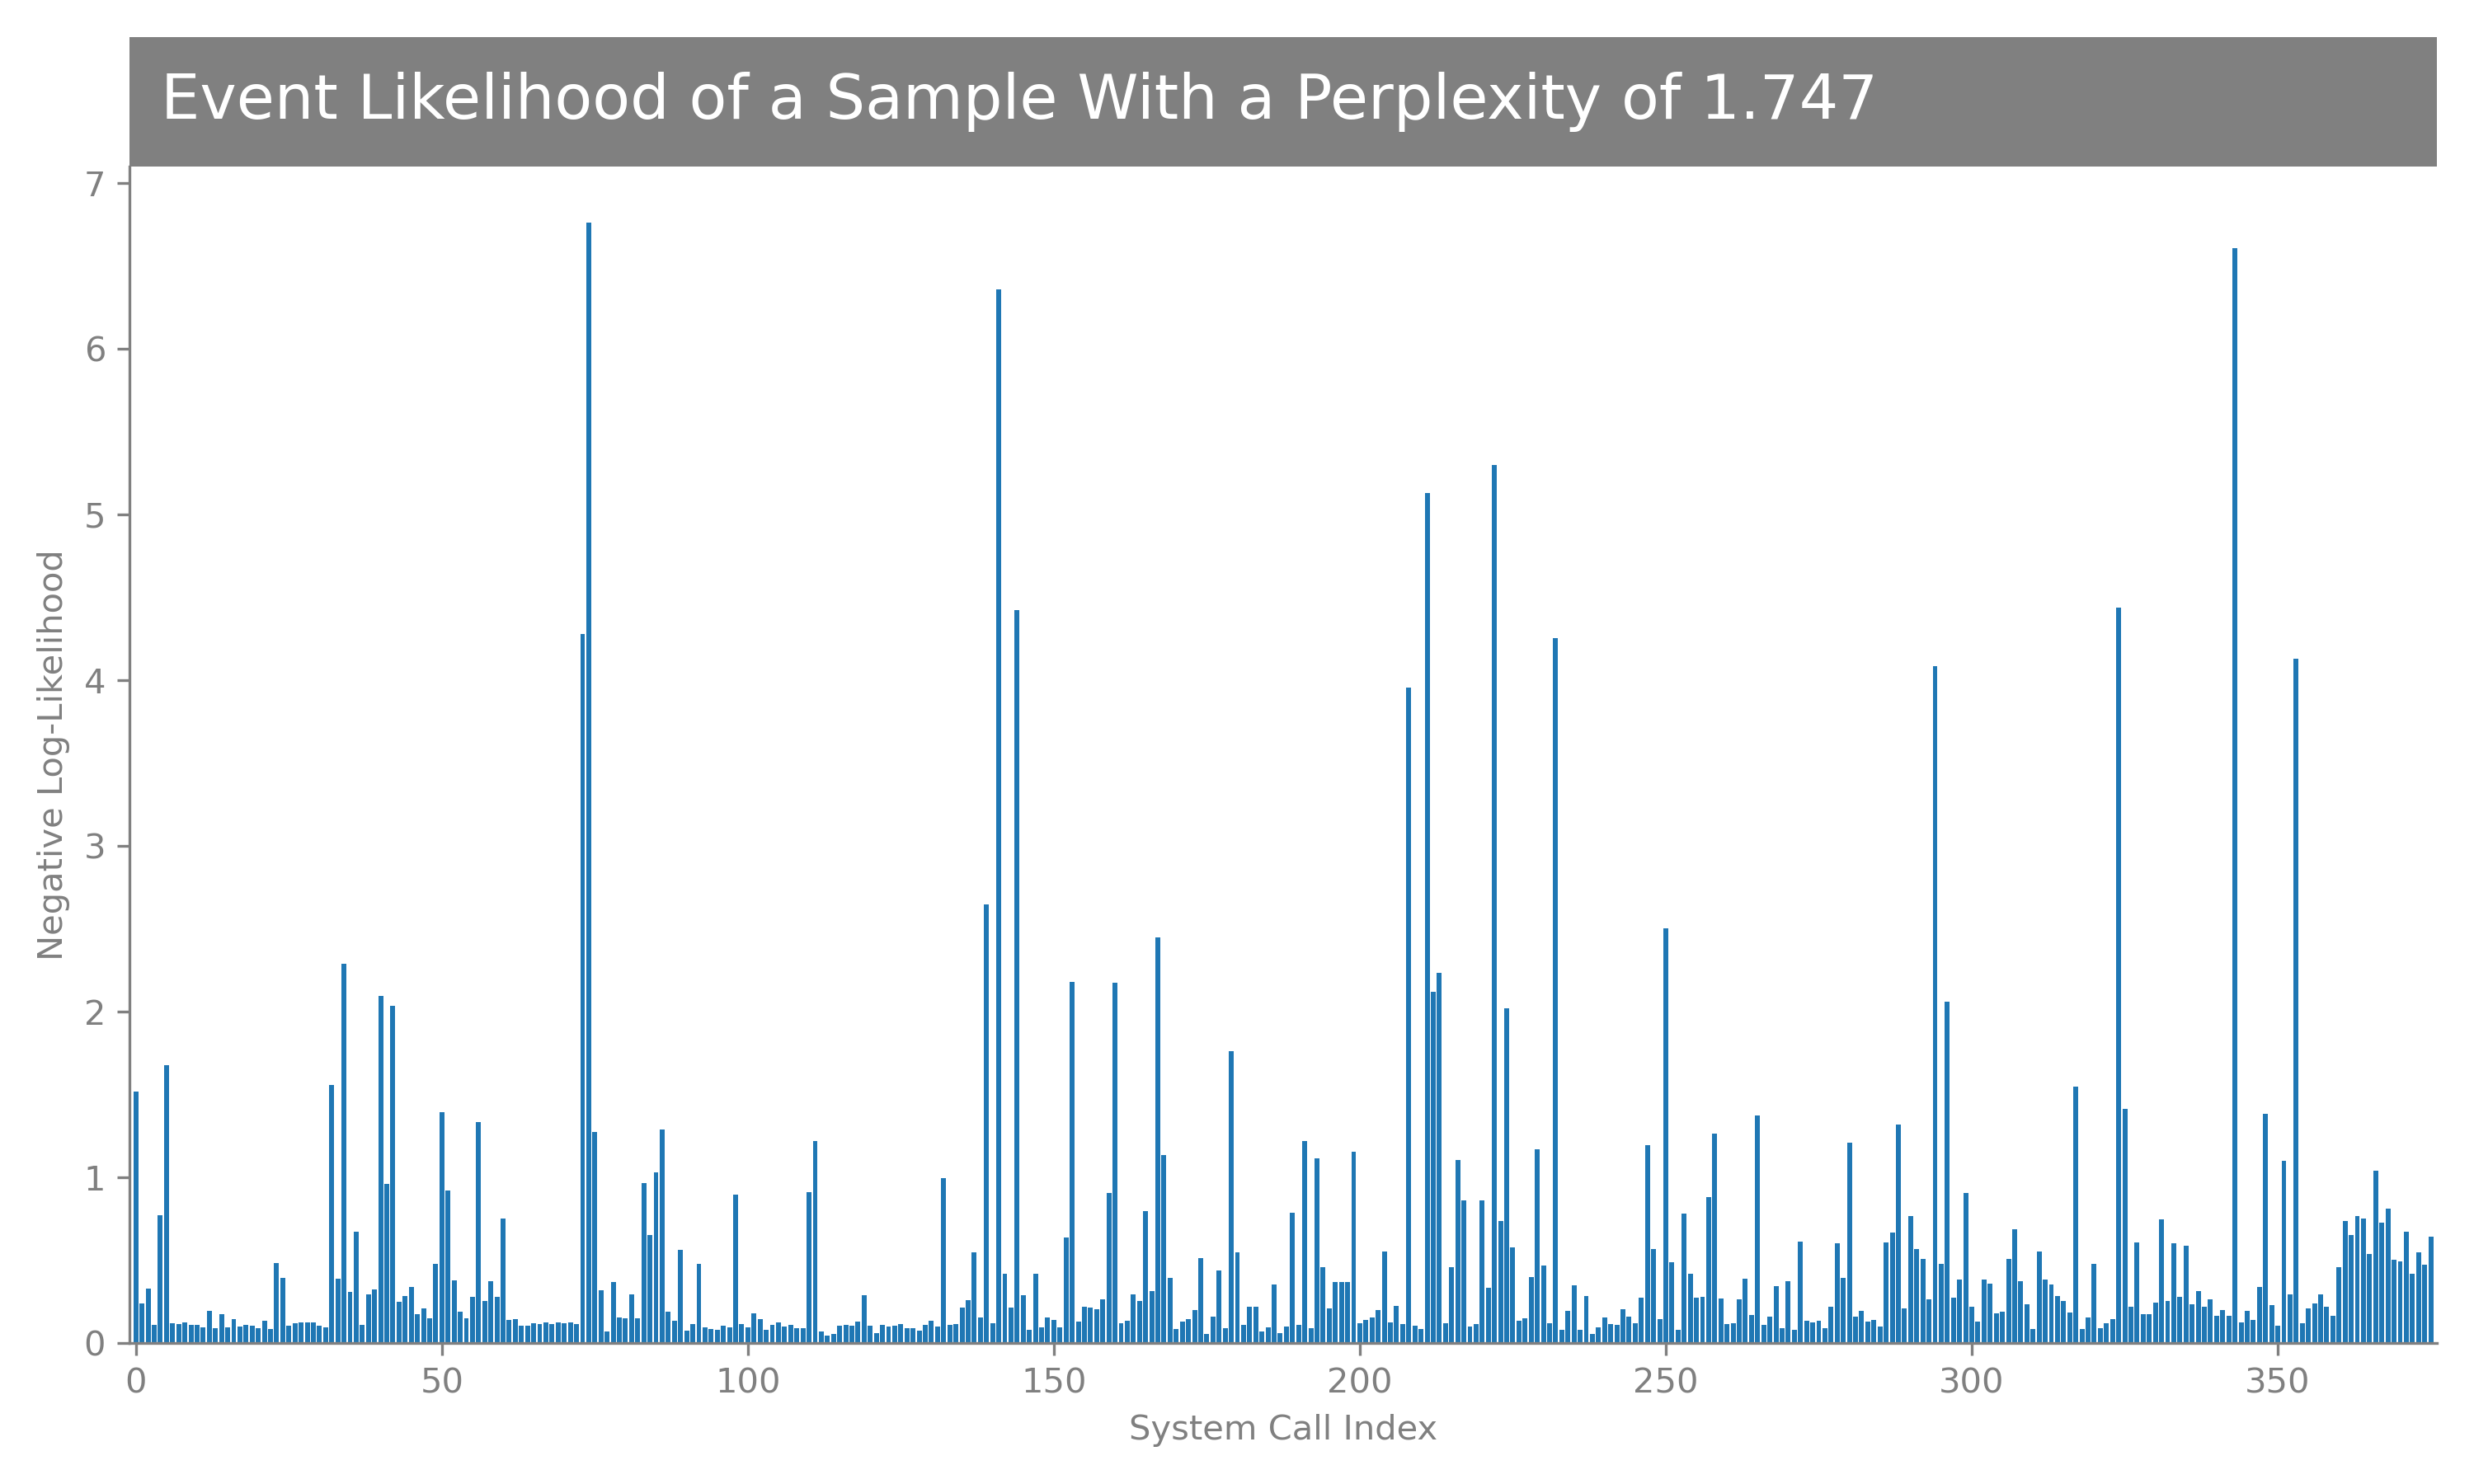 Event Likelihood of a Sample With a Perplexity of 1.747
7
6
5
4
3
2
1
0
Negative Log-Likelihood
0 50 100 150 200 250 300 350
System Call Index